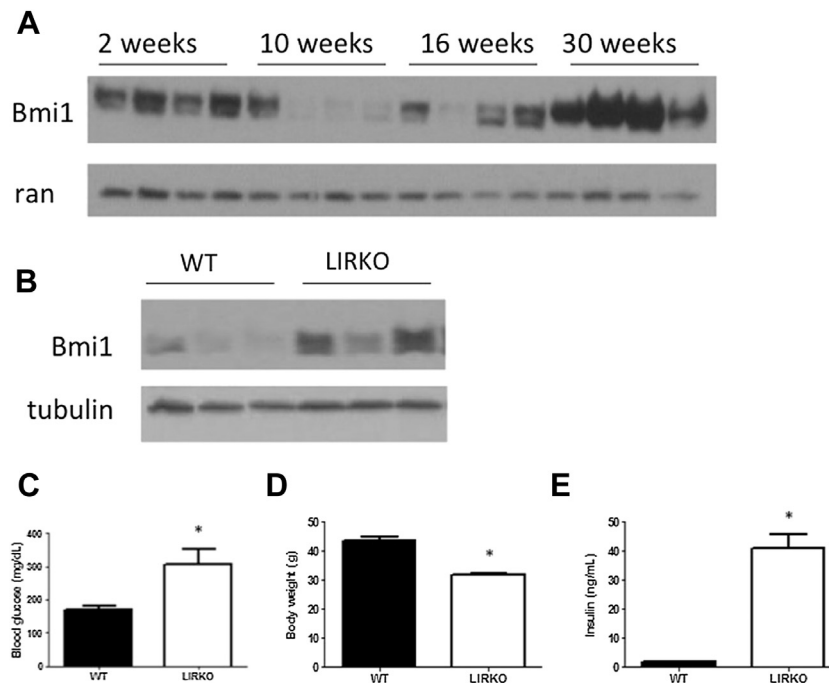 A
2 weeks 10 weeks 16 weeks 30 weeks
Bmi1
ran
B
WT LIRKO
Bmi1
tubulin
C
D
E
Blood glucose (mg/dL)
400
300
200
100
0
*
WT LIRKO
Body weight (g)
50
40
30
20
10
0
*
WT LIRKO
Insulin (ng/mL)
50
40
30
20
10
0
*
WT LIRKO